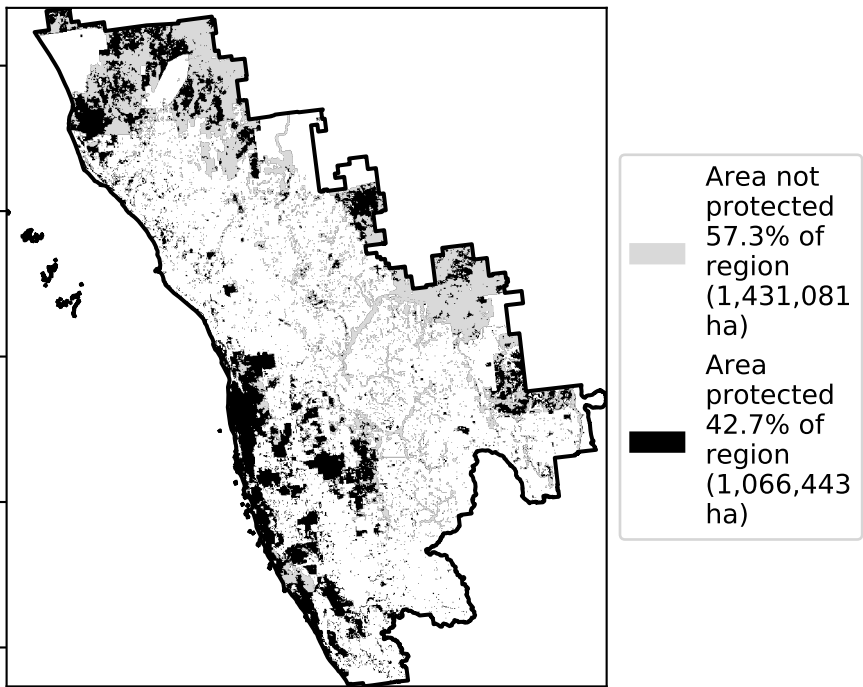 Area not
protected
57.3% of
region
(1,431,081
ha)
Area
protected
42.7% of
region
(1,066,443
ha)